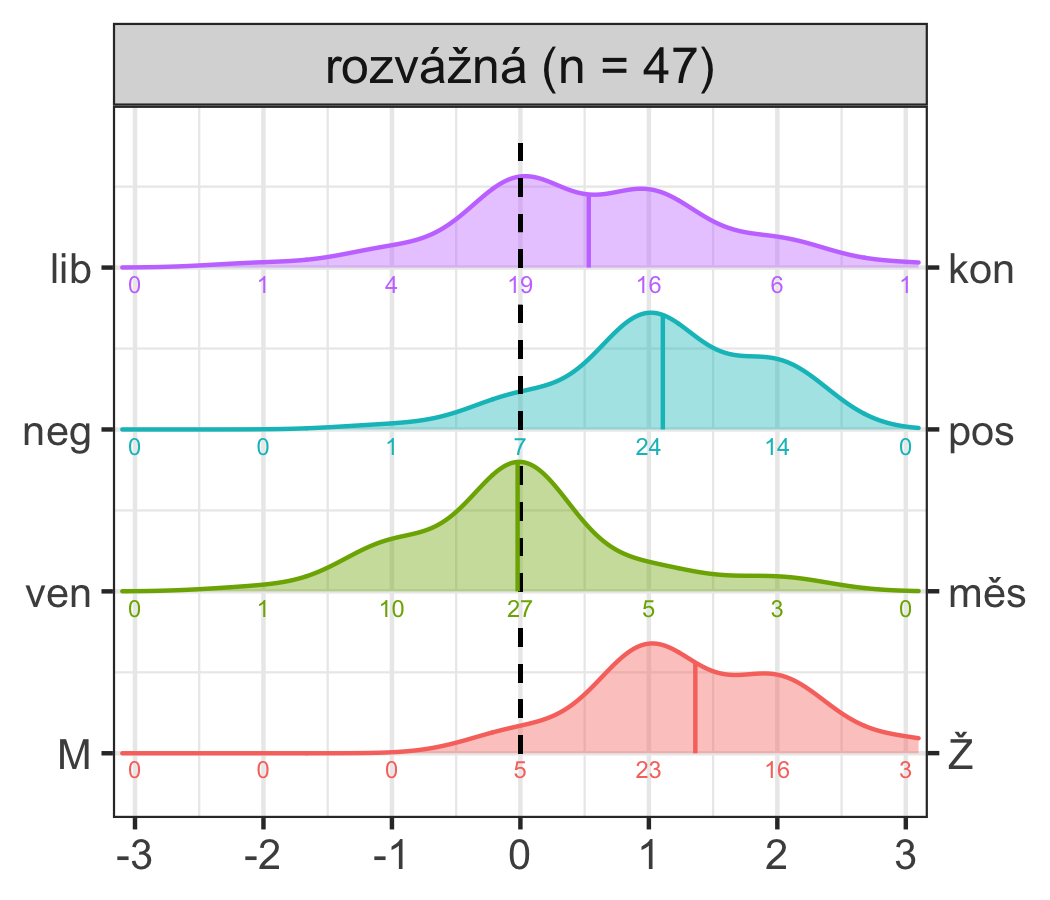 rozvážná (n = 47)
lib kon
0 1 4 19 16 6 1
neg pos
0 0 1 7 24 14 0
ven měs
0 1 10 27 5 3 0
M Ž
0 0 0 5 23 16 3
-3 -2 -1 0 1 2 3